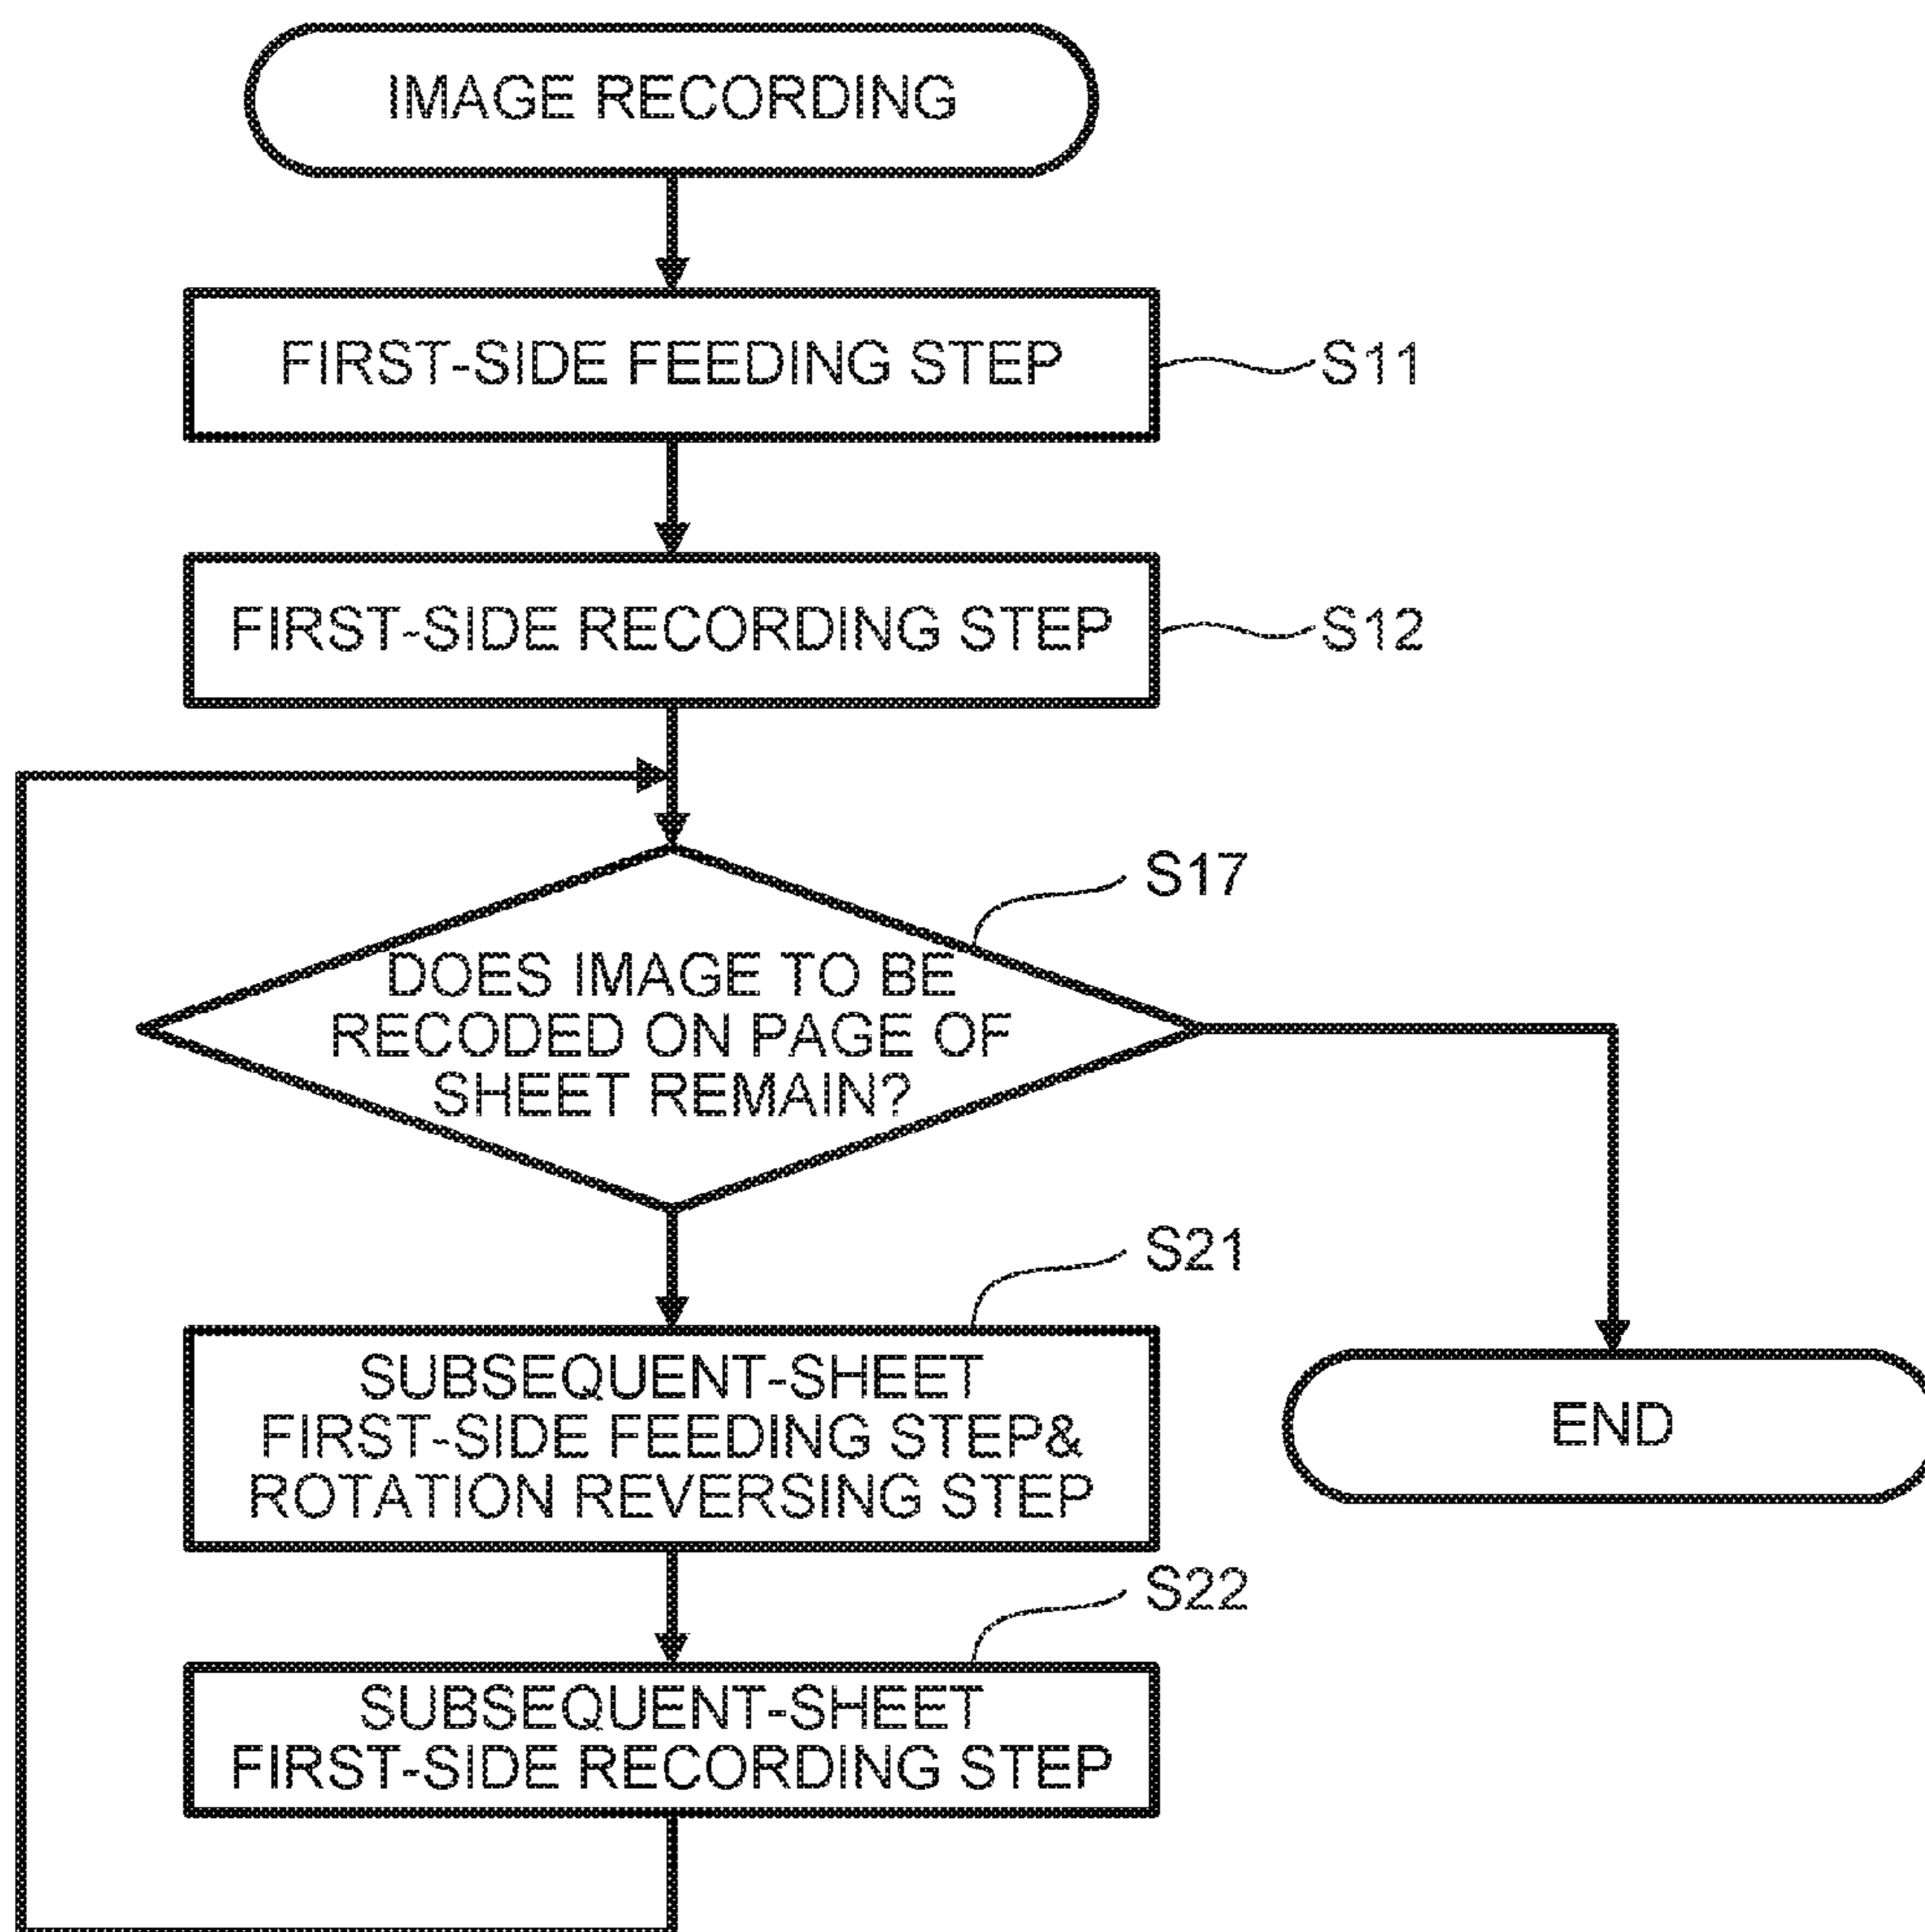 IMAGE RECORDING
FIRST-SIDE FEEDING STEP
S11
FIRST-SIDE RECORDING STEP
S12
S17
DOES IMAGE TO BE
RECODED ON PAGE OF
SHEET REMAIN?
S21
SUBSEQUENT-SHEET
FIRST-SIDE FEEDING STEP&
ROTATION REVERSING STEP
END
S22
SUBSEQUENT-SHEET
FIRST-SIDE RECORDING STEP